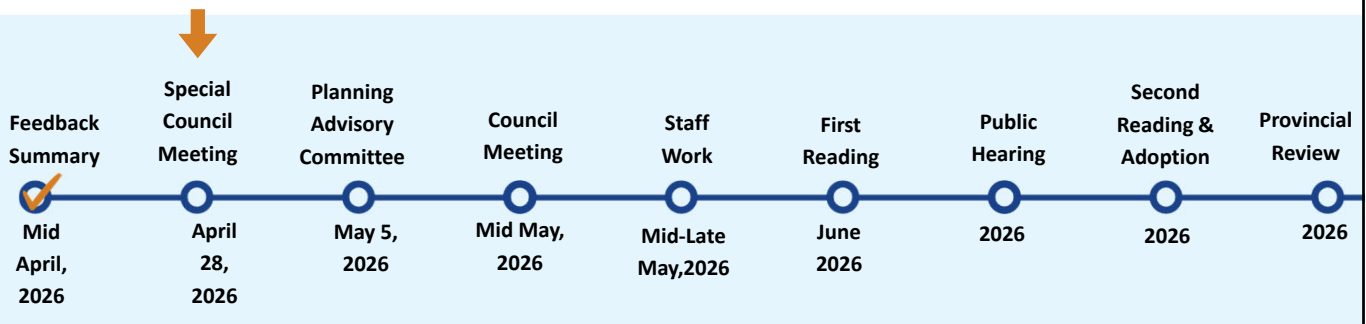 Feedback
Summary
Mid
April,
2026
Special
Council
Meeting
April
28,
2026
Planning
Advisory
Committee
May 5,
2026
Council
Meeting
Mid May,
2026
Staff
Work
Mid-Late
May,2026
First
Reading
June
2026
Public
Hearing
2026
Second
Reading &
Adoption
2026
Provincial
Review
2026